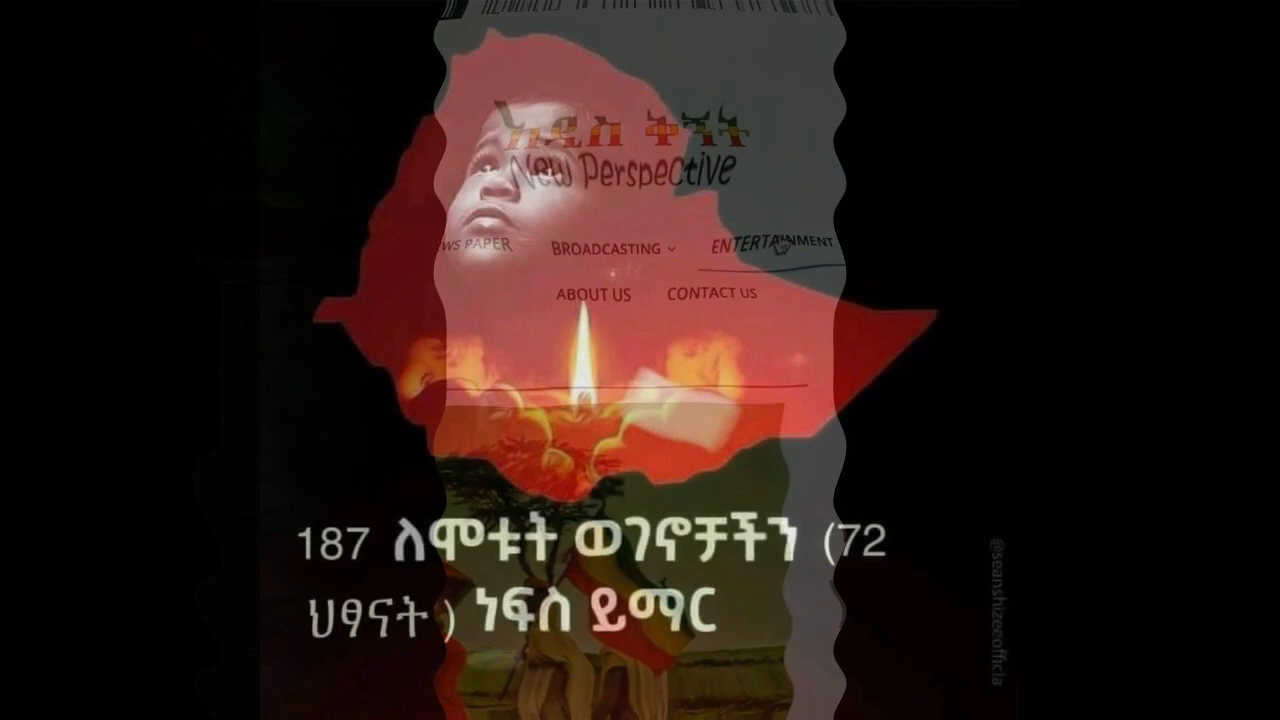 አዲስ ቅኝት
New Perspective
WS PAPER BROADCASTING ENTERTAINMENT
ABOUT US CONTACT US
187 ለሞቱት ወገኖቻችን (72
ህፃናት ) ነፍስ ይማር
@seanshizeeofficia